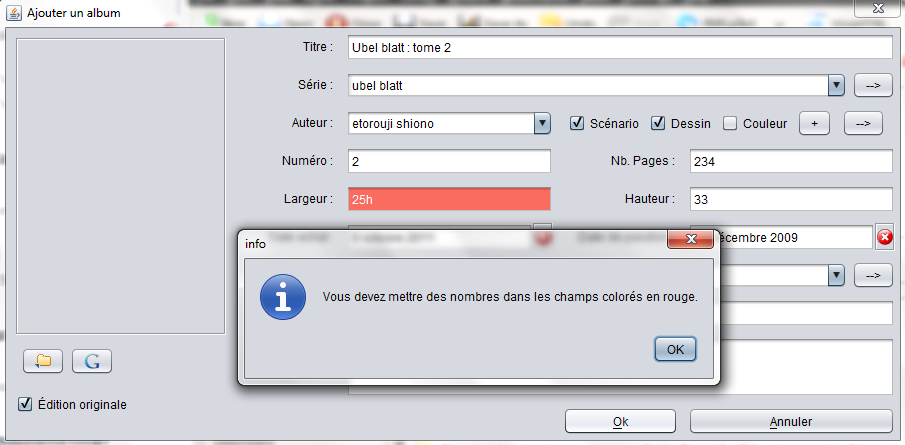 Ajouter un album
Titre : Ubel blatt : tome 2
Série : ubel blatt -->
Auteur : etorouji shiono Scénario Dessin Couleur + -->
Numéro : 2 Nb. Pages : 234
Largeur : 25h Hauteur : 33
info
décembre 2009
-->
Vous devez mettre des nombres dans les champs colorés en rouge.
OK
G
Édition originale
Ok Annuler